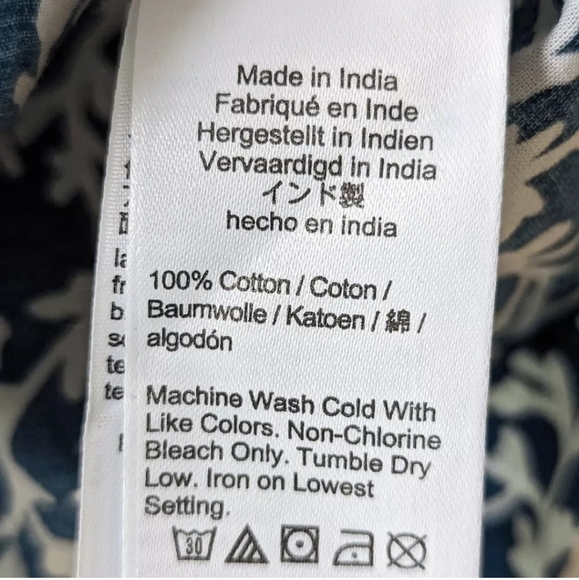 Made in India
Fabriqué en Inde
Hergestellt in Indien
Vervaardigd in India
インド製
hecho en india
100% Cotton / Coton /
Baumwolle / Katoen / 綿 /
algodón
Machine Wash Cold With
Like Colors. Non-Chlorine
Bleach Only. Tumble Dry
Low. Iron on Lowest
Setting.
30